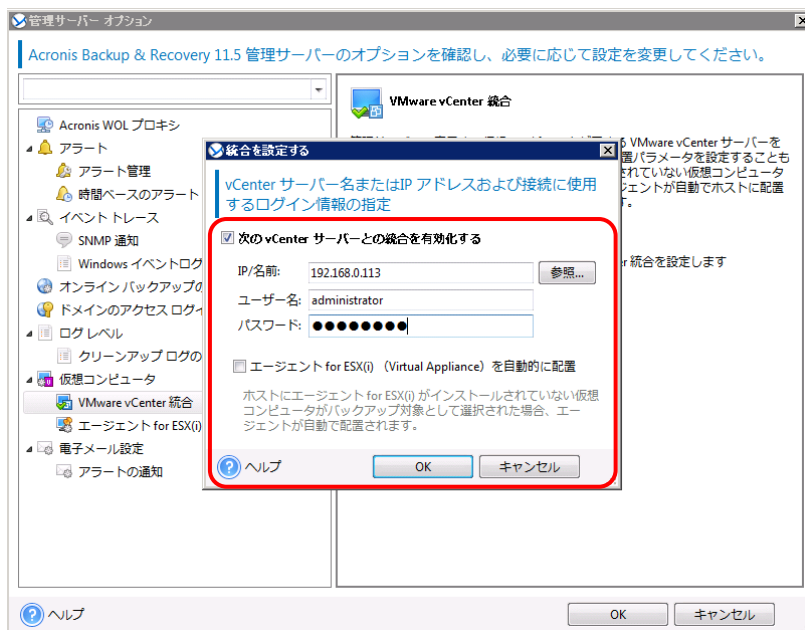 管理サーバー オプション
Acronis Backup & Recovery 11.5 管理サーバーのオプションを確認し、必要に応じて設定を変更してください。
Acronis WOL プロキシ
アラート
アラート管理
時間ベースのアラート
イベント トレース
SNMP 通知
Windows イベントログ
オンライン バックアップの
ドメインのアクセス ログイ
ログ レベル
クリーンアップ ログの
仮想コンピュータ
VMware vCenter 統合
エージェント for ESX(i)
電子メール設定
アラートの通知
VMware vCenter 統合
VMware vCenter サーバーを
置パラメータを設定することも
されていない仮想コンピュータ
ジェントが自動でホストに配置
す。
r 統合を設定します
統合を設定する
vCenter サーバー名またはIP アドレスおよび接続に使用
するログイン情報の指定
次の vCenter サーバーとの統合を有効化する
IP/名前:
192.168.0.113
参照...
ユーザー名:
administrator
パスワード:
●●●●●●●●
エージェント for ESX(i) （Virtual Appliance）を自動的に配置
ホストにエージェント for ESX(i) がインストールされていない仮想
コンピュータがバックアップ対象として選択された場合、エー
ジェントが自動で配置されます。
ヘルプ
OK
キャンセル
ヘルプ
OK
キャンセル